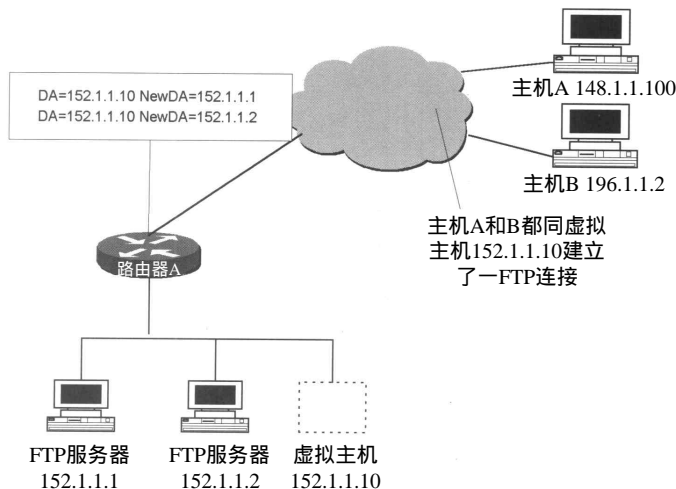 DA=152.1.1.10 NewDA=152.1.1.1
DA=152.1.1.10 NewDA=152.1.1.2
主机A 148.1.1.100
主机B 196.1.1.2
主机A和B都同虚拟
主机152.1.1.10建立
了一FTP连接
路由器A
FTP服务器
152.1.1.1
FTP服务器
152.1.1.2
虚拟主机
152.1.1.10